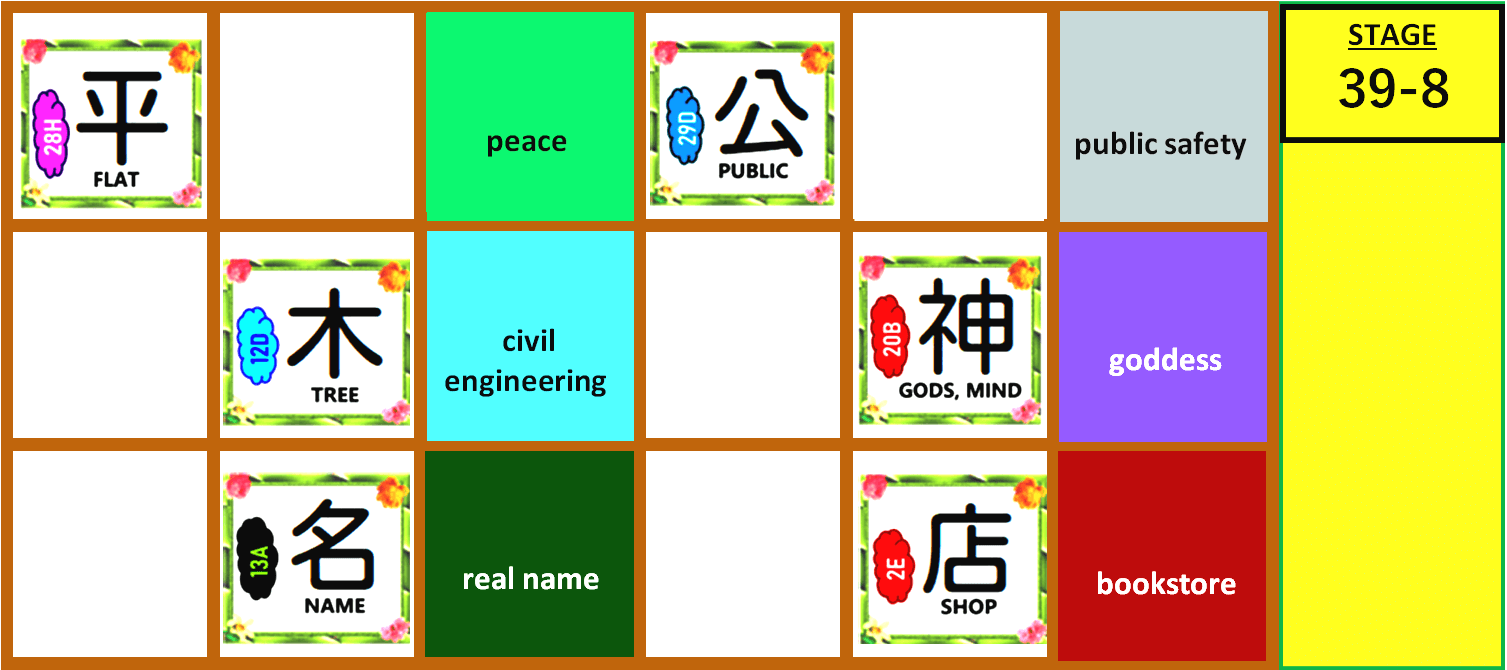 平
28H
FLAT
peace
公
29D
PUBLIC
public safety
STAGE
39-8
木
12D
TREE
civil
engineering
神
20B
GODS, MIND
goddess
名
13A
NAME
real name
店
2E
SHOP
bookstore